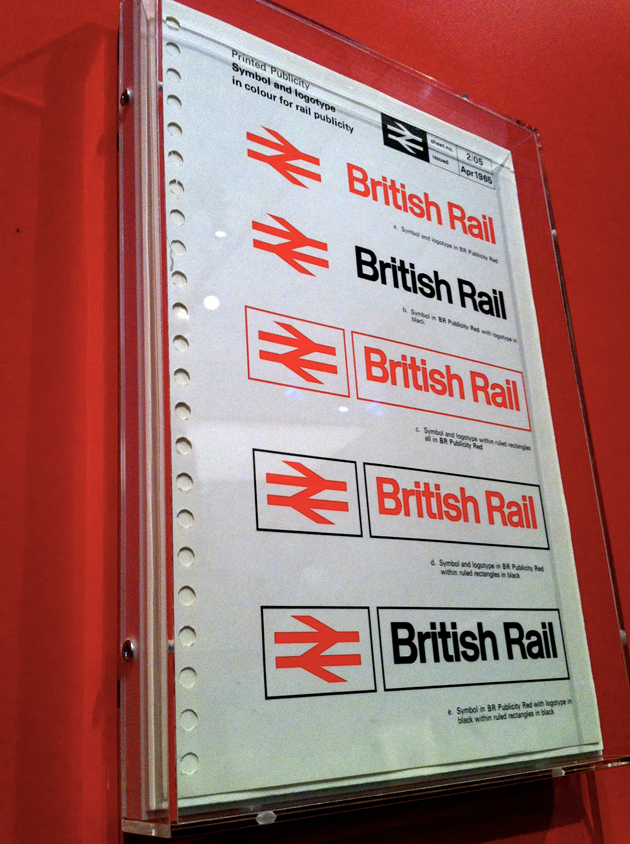 Printed Publicity
Symbol and logotype
in colour for rail publicity
sheet no. 2/05
issued Apr 1965
British Rail
a. Symbol and logotype in BR Publicity Red
British Rail
b. Symbol in BR Publicity Red with logotype in
black
British Rail
c. Symbol and logotype within ruled rectangles
all in BR Publicity Red
British Rail
d. Symbol and logotype in BR Publicity Red
within ruled rectangles in black
British Rail
e. Symbol in BR Publicity Red with logotype in
black within ruled rectangles in black